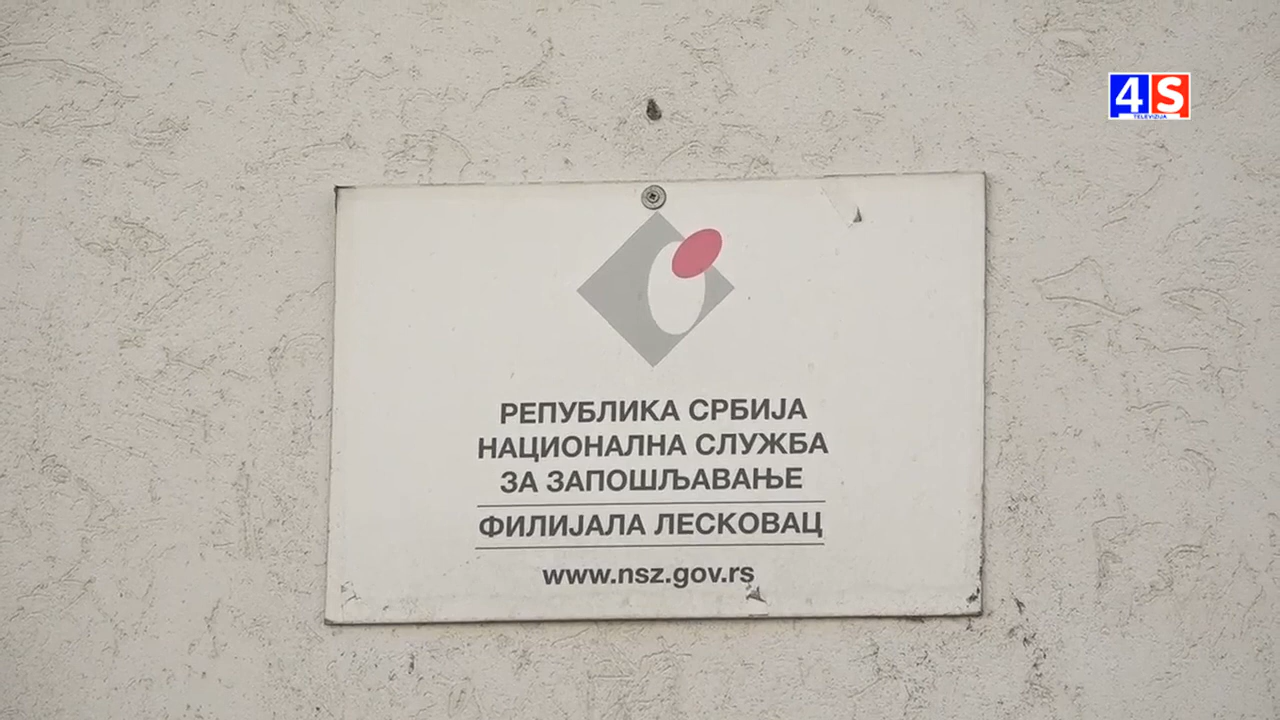 4S
TELEVIZIJA
РЕПУБЛИКА СРБИЈА
НАЦИОНАЛНА СЛУЖБА
ЗА ЗАПОШЉАВАЊЕ
ФИЛИЈАЛА ЛЕСКОВАЦ
www.nsz.gov.rs